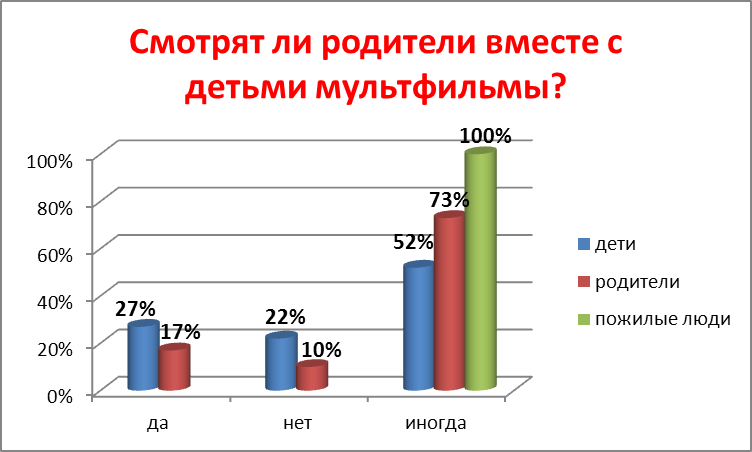 Смотрят ли родители вместе с
детьми мультфильмы?
100%
80%
60%
40%
20%
0%
27%
17%
22%
10%
52%
73%
100%
да
нет
иногда
дети
родители
пожилые люди